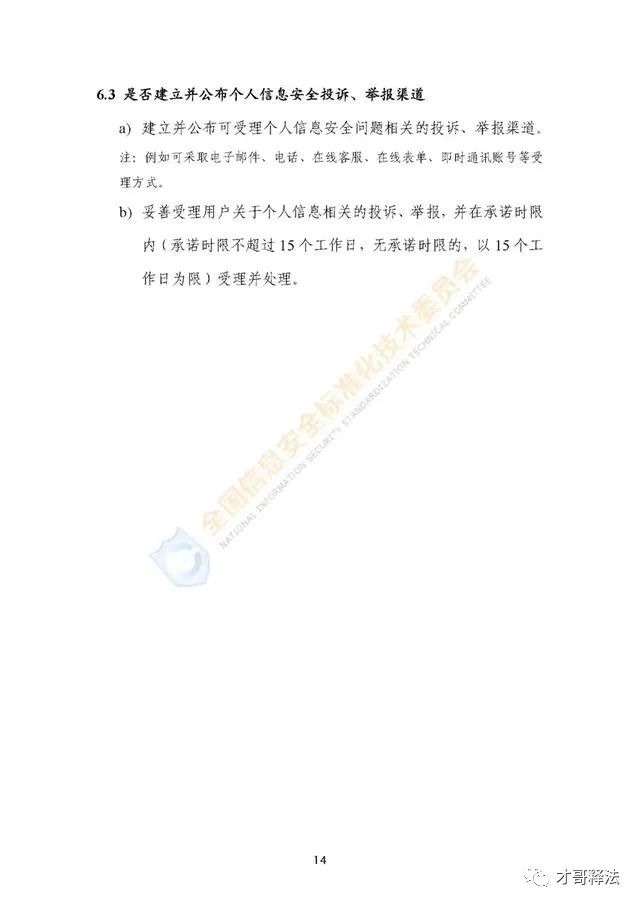 6.3 是否建立并公布个人信息安全投诉、举报渠道
a) 建立并公布可受理个人信息安全问题相关的投诉、举报渠道。
注：例如可采取电子邮件、电话、在线客服、在线表单、即时通讯账号等受
理方式。
b) 妥善受理用户关于个人信息相关的投诉、举报，并在承诺时限
内（承诺时限不超过 15 个工作日，无承诺时限的，以 15 个工
作日为限）受理并处理。
全国信息安全标准化技术委员会
NATIONAL INFORMATION SECURITY STANDARDIZATION TECHNICAL COMMITTEE
14
才哥释法